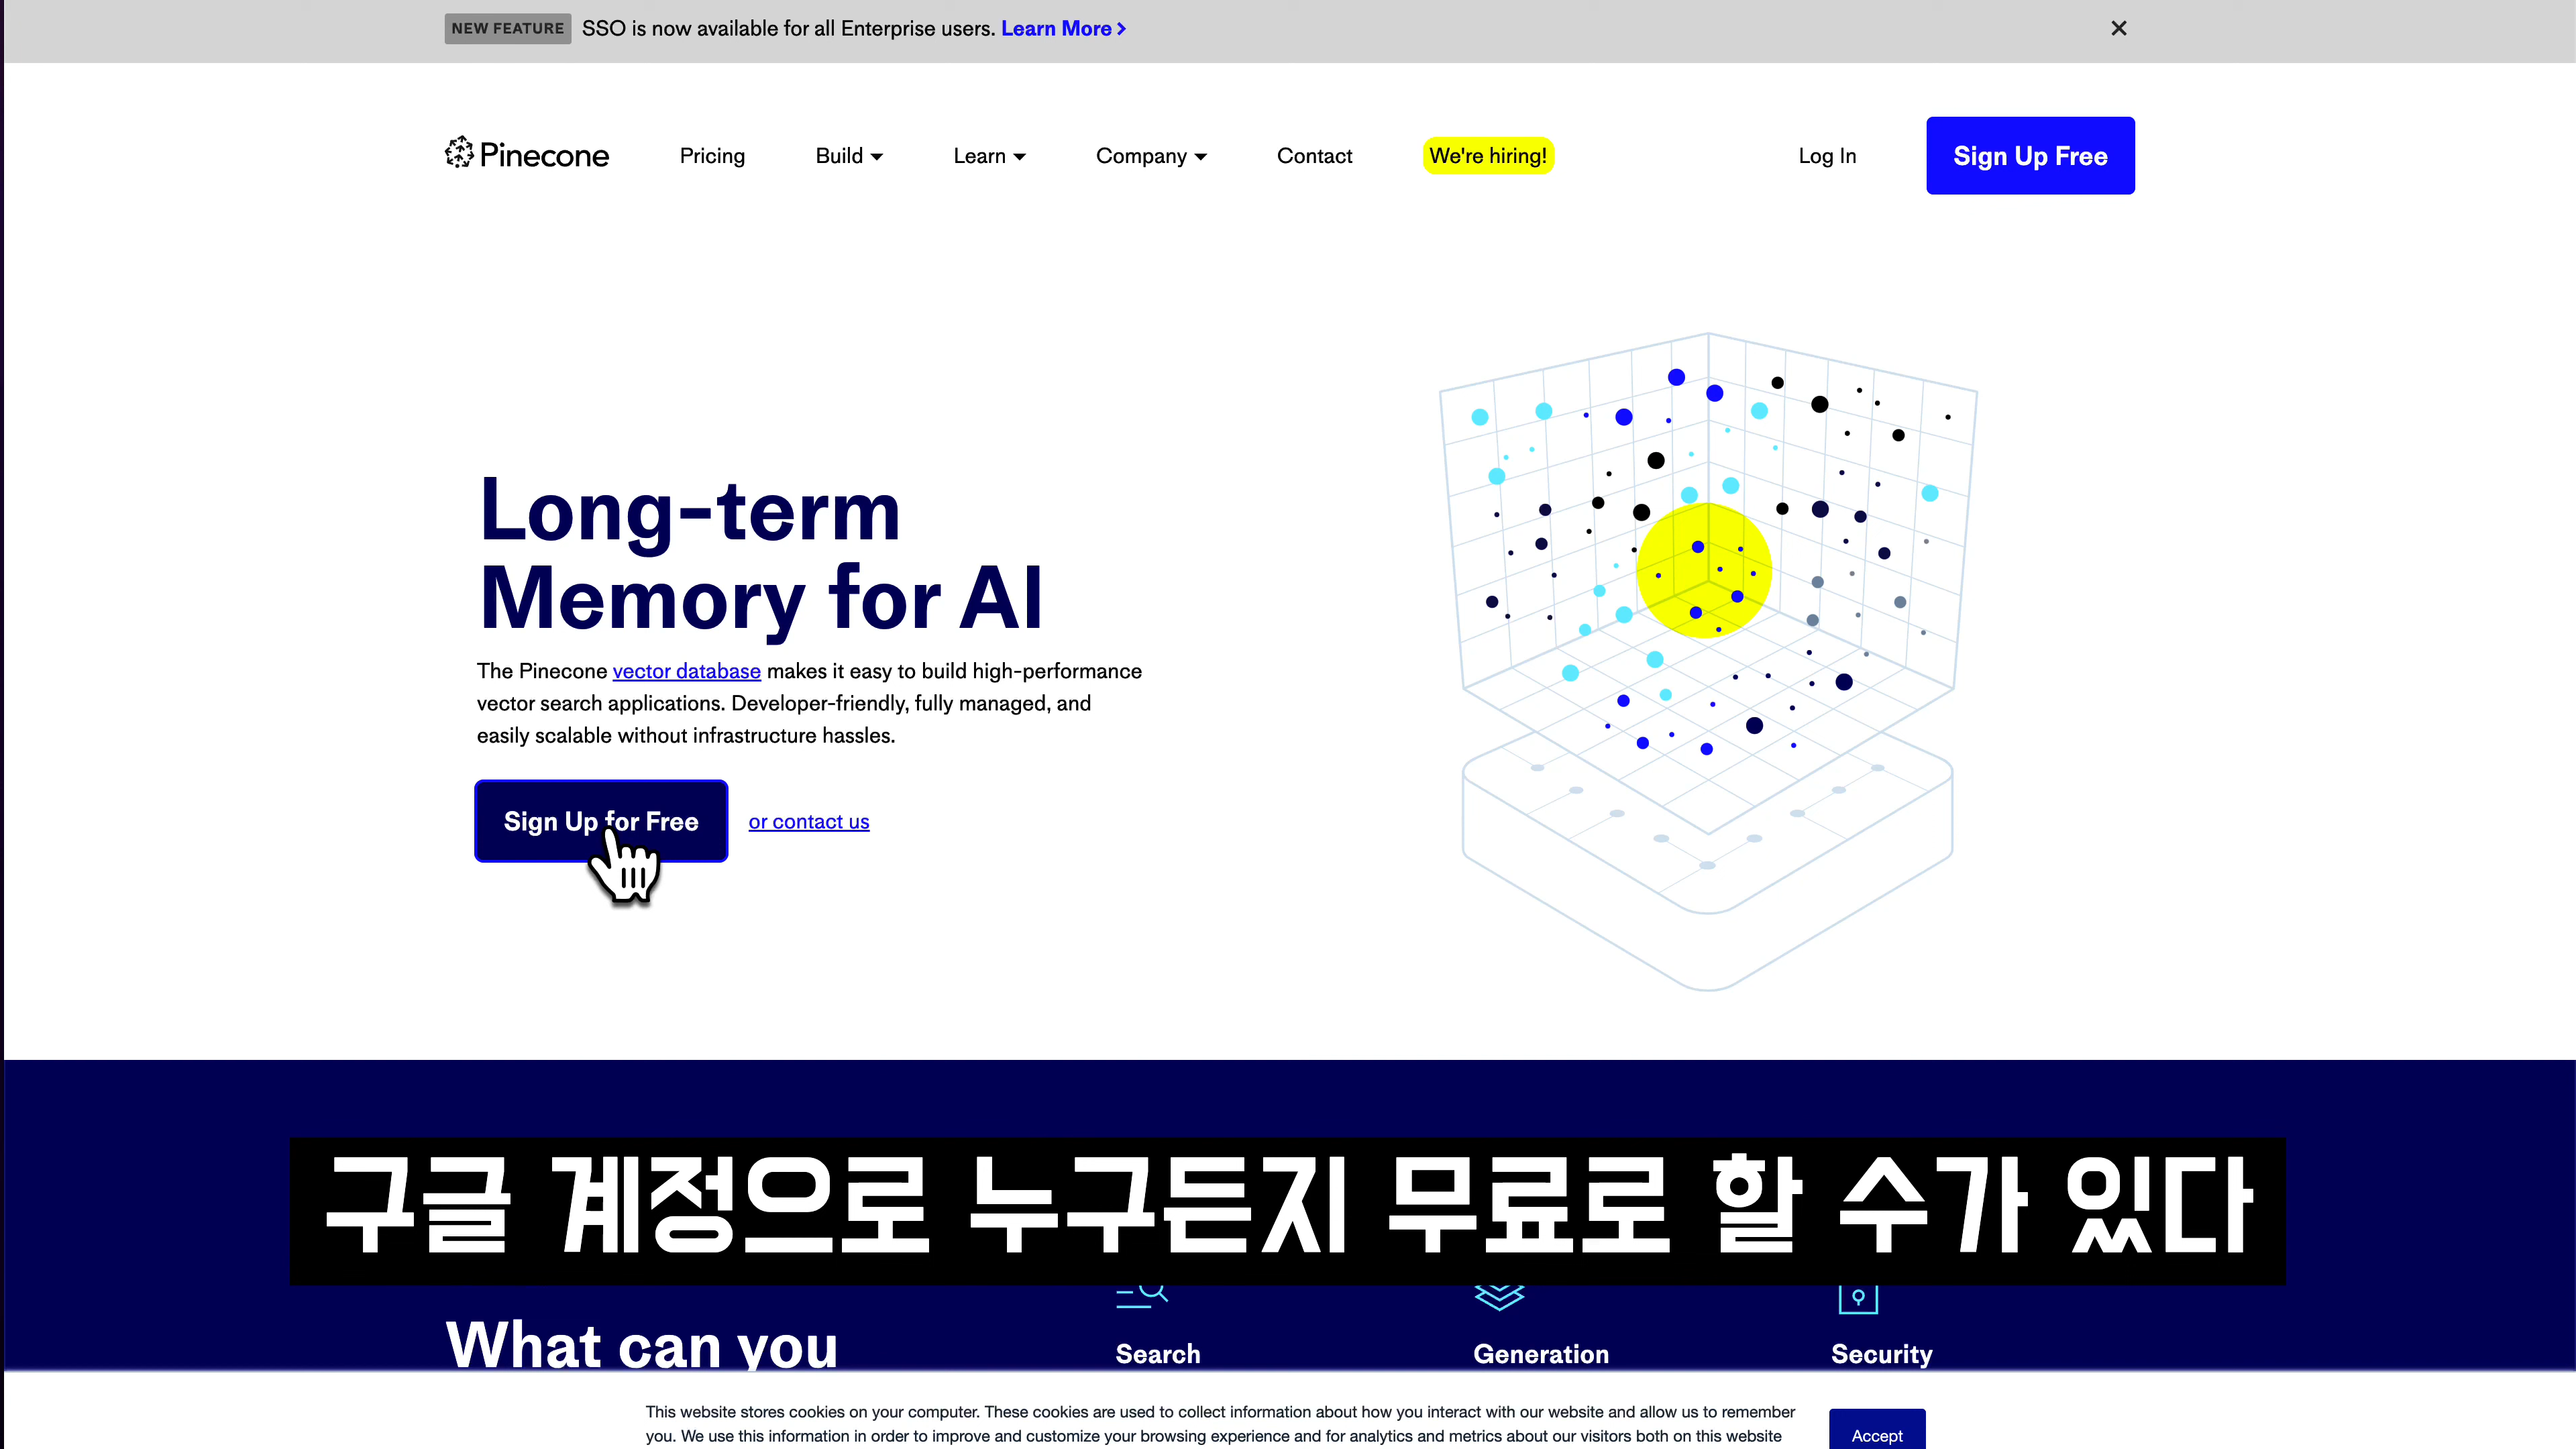 NEW FEATURE SSO is now available for all Enterprise users. Learn More >
Pinecone Pricing Build Learn Company Contact We're hiring! Log In Sign Up Free
Long-term
Memory for AI
The Pinecone vector database makes it easy to build high-performance
vector search applications. Developer-friendly, fully managed, and
easily scalable without infrastructure hassles.
Sign Up for Free or contact us
구글 계정으로 누구든지 무료로 할 수가 있다
What can you
Search Generation Security
This website stores cookies on your computer. These cookies are used to collect information about how you interact with our website and allow us to remember
you. We use this information in order to improve and customize your browsing experience and for analytics and metrics about our visitors both on this website
Accept